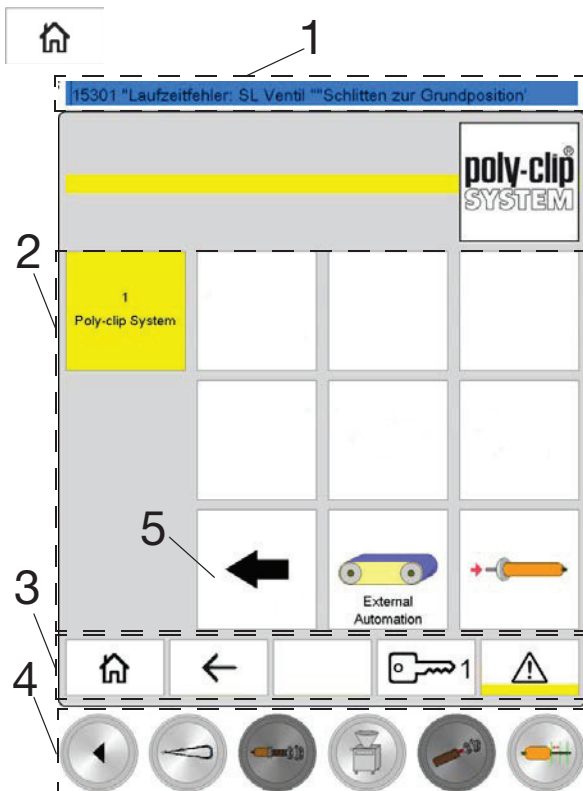 1
15301 "Laufzeitfehler: SL Ventil ""Schlitten zur Grundposition'
poly-clip®
SYSTEM
2
1
Poly-clip System
5
External
Automation
3
1
4